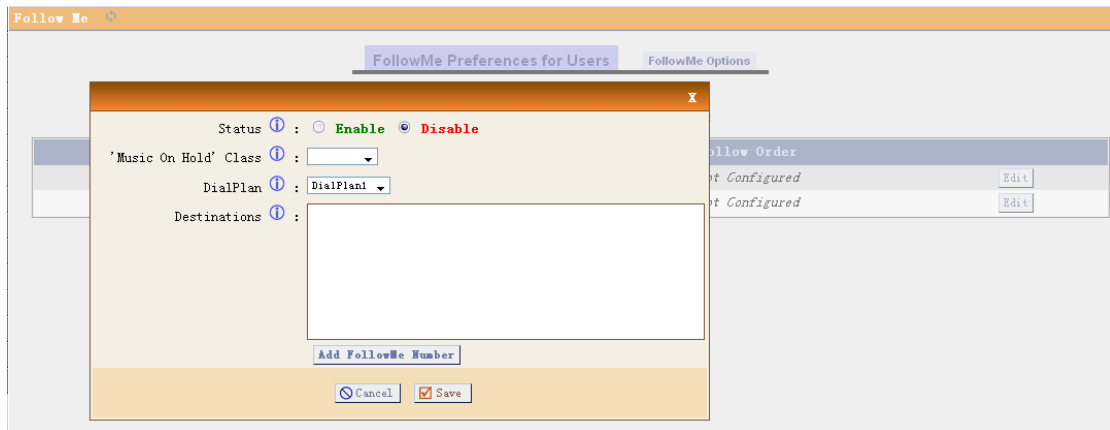 Follow Me
FollowMe Preferences for Users FollowMe Options
X
Status : Enable Disable
'Music On Hold' Class :
DialPlan : DialPlan1
Destinations :
Add FollowMe Number
Cancel Save
ollow Order
ot Configured Edit
ot Configured Edit